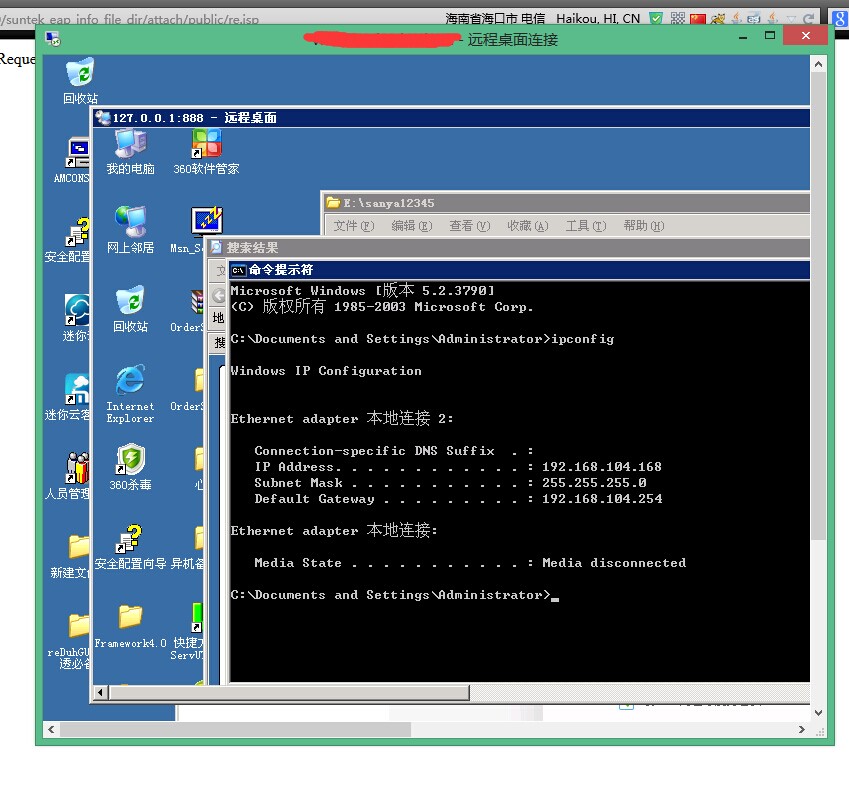 /suntek_eap_info_file_dir/attach/public/re.jsp
海南省海口市 电信 Haikou, HI, CN
Reque
- 远程桌面连接
回收站
127.0.0.1:888 - 远程桌面
我的电脑
360软件管家
AMCONS
E:\sanya12345
文件(F) 编辑(E) 查看(V) 收藏(A) 工具(T) 帮助(H)
网上邻居
Msn_S
安全配置
搜索结果
命令提示符
Microsoft Windows [版本 5.2.3790]
(C) 版权所有 1985-2003 Microsoft Corp.
回收站
OrderS
迷你云
地
搜
C:\Documents and Settings\Administrator>ipconfig
Windows IP Configuration
Internet
Explorer
OrderS
迷你云客
Ethernet adapter 本地连接 2:
Connection-specific DNS Suffix . :
IP Address. . . . . . . . . . . . : 192.168.104.168
Subnet Mask . . . . . . . . . . . : 255.255.255.0
Default Gateway . . . . . . . . . : 192.168.104.254
360杀毒
心
人员管理
Ethernet adapter 本地连接:
Media State . . . . . . . . . . . : Media disconnected
安全配置向导
异机备
新建文
C:\Documents and Settings\Administrator>
Framework4.0
快捷方
ServU
reDuhGU
透必备